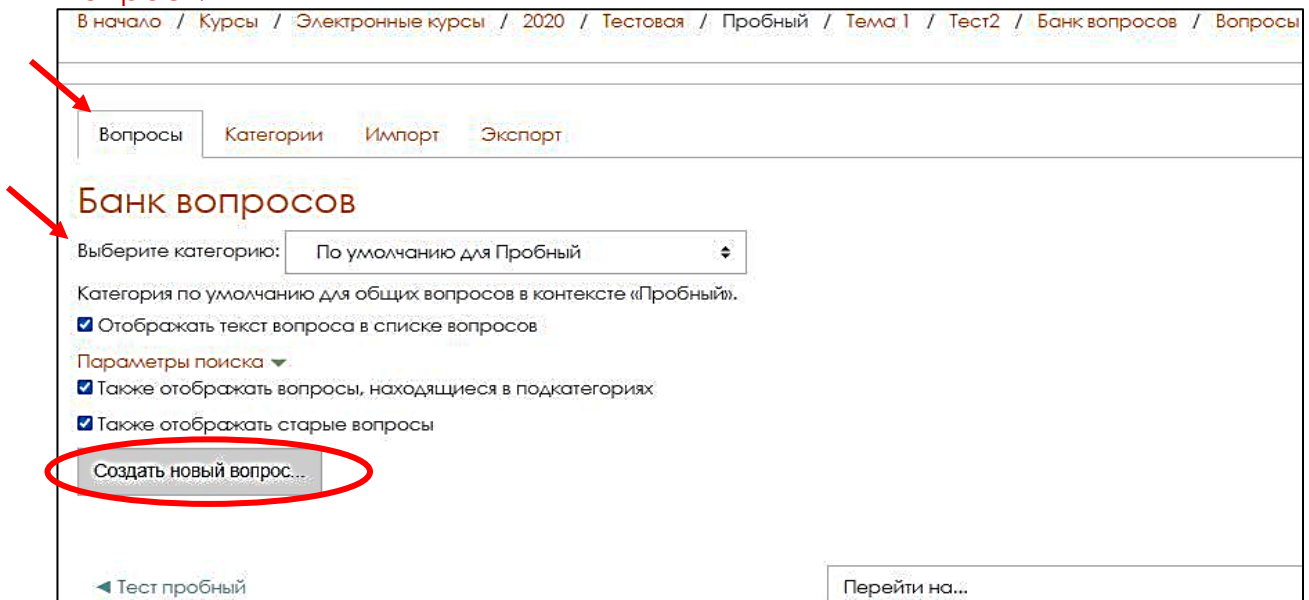 В начало / Курсы / Электронные курсы / 2020 / Тестовая / Пробный / Тема 1 / Тест2 / Банк вопросов / Вопросы
Вопросы Категории Импорт Экспорт
Банк вопросов
Выберите категорию: По умолчанию для Пробный
Категория по умолчанию для общих вопросов в контексте «Пробный».
Отображать текст вопроса в списке вопросов
Параметры поиска
Также отображать вопросы, находящиеся в подкатегориях
Также отображать старые вопросы
Создать новый вопрос...
Тест пробный Перейти на...